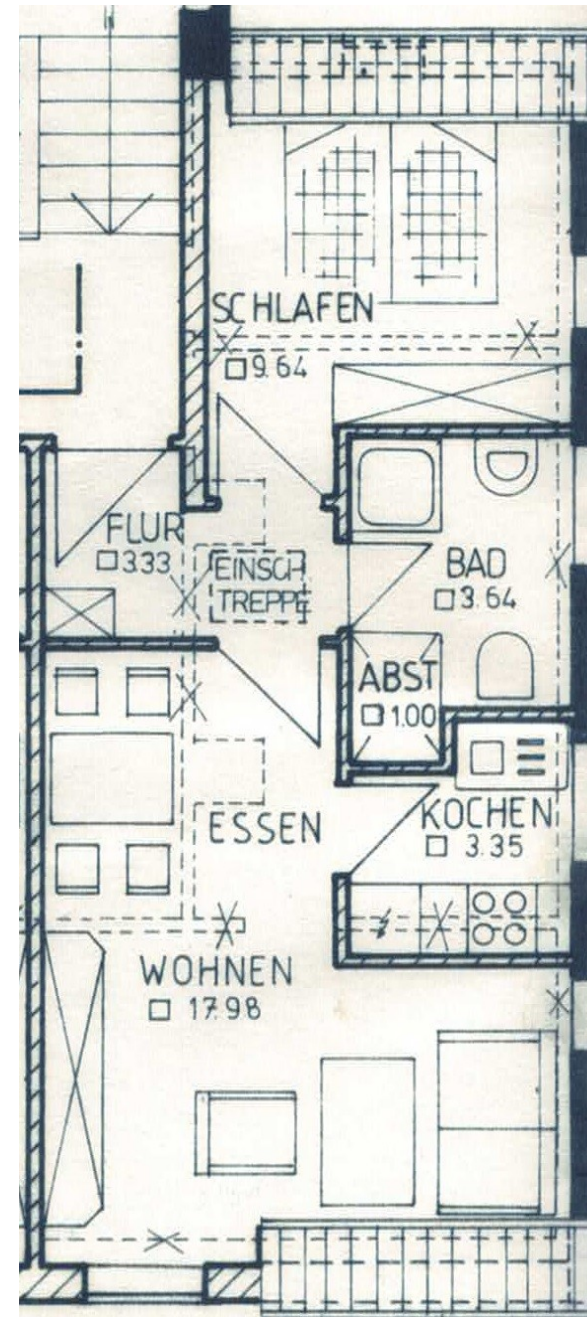 SCHLAFEN
9.64
FLUR
3.33
EINSCH
TREPPE
BAD
3.64
ABST
1.00
KOCHEN
3.35
ESSEN
WOHNEN
17.98